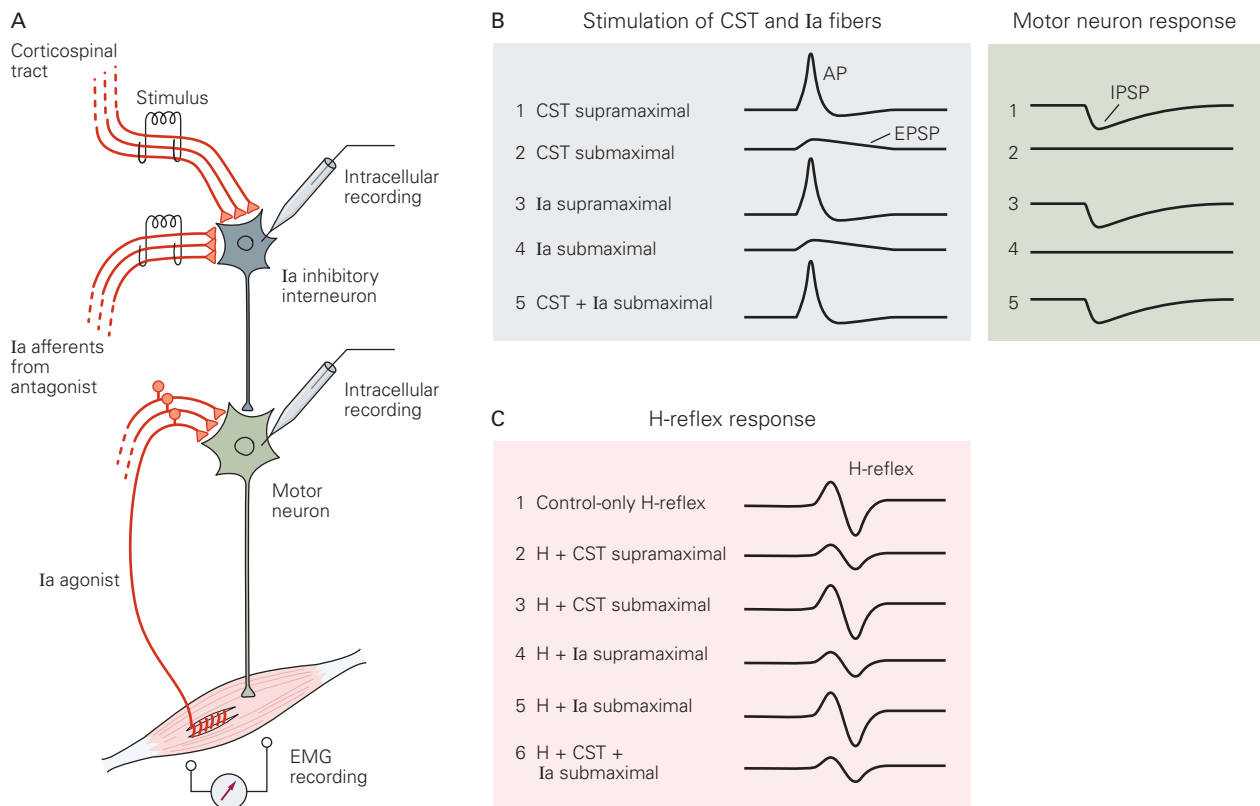 A
Corticospinal
tract
Stimulus
Intracellular
recording
Ia inhibitory
interneuron
Ia afferents
from
antagonist
Intracellular
recording
Motor
neuron
Ia agonist
EMG
recording
B
Stimulation of CST and Ia fibers
1 CST supramaximal
AP
2 CST submaximal
EPSP
3 Ia supramaximal
4 Ia submaximal
5 CST + Ia submaximal
Motor neuron response
1
IPSP
2
3
4
5
C
H-reflex response
H-reflex
1 Control-only H-reflex
2 H + CST supramaximal
3 H + CST submaximal
4 H + Ia supramaximal
5 H + Ia submaximal
6 H + CST +
Ia submaximal